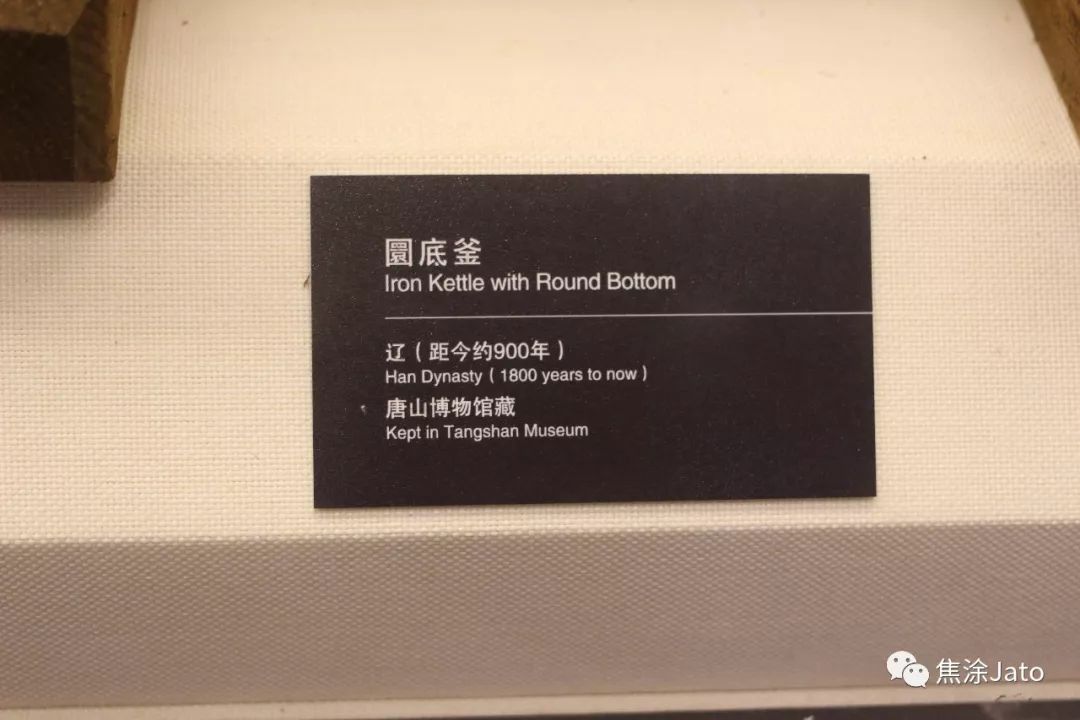 圜底釜
Iron Kettle with Round Bottom
辽（距今约900年）
Han Dynasty（1800 years to now）
唐山博物馆藏
Kept in Tangshan Museum
焦涂Jato